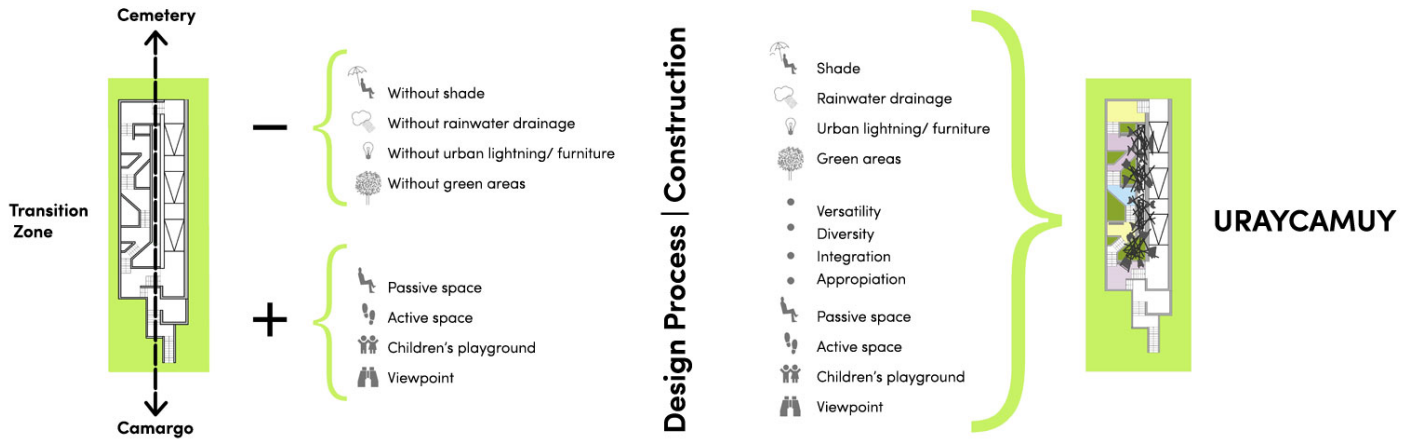 Cemetery
Transition
Zone
Camargo
−
Without shade
Without rainwater drainage
Without urban lightning/ furniture
Without green areas
+
Passive space
Active space
Children's playground
Viewpoint
Design Process | Construction
Shade
Rainwater drainage
Urban lightning/ furniture
Green areas
• Versatility
• Diversity
• Integration
• Appropiation
Passive space
Active space
Children's playground
Viewpoint
URAYCAMUY